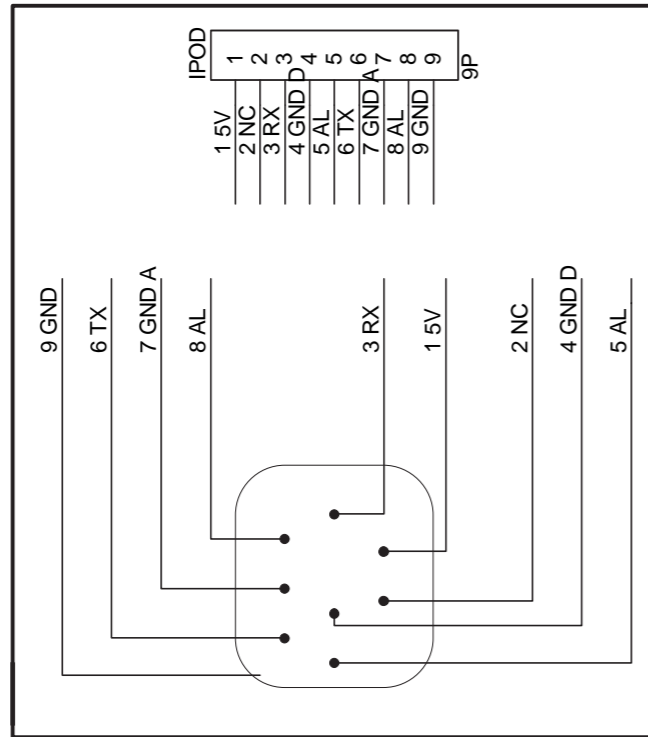 IPOD
1
2
3
4
5
6
7
8
9
9P
1 5V
2 NC
3 RX
4 GND D
5 AL
6 TX
7 GND A
8 AL
9 GND
9 GND
6 TX
7 GND A
8 AL
3 RX
1 5V
2 NC
4 GND D
5 AL